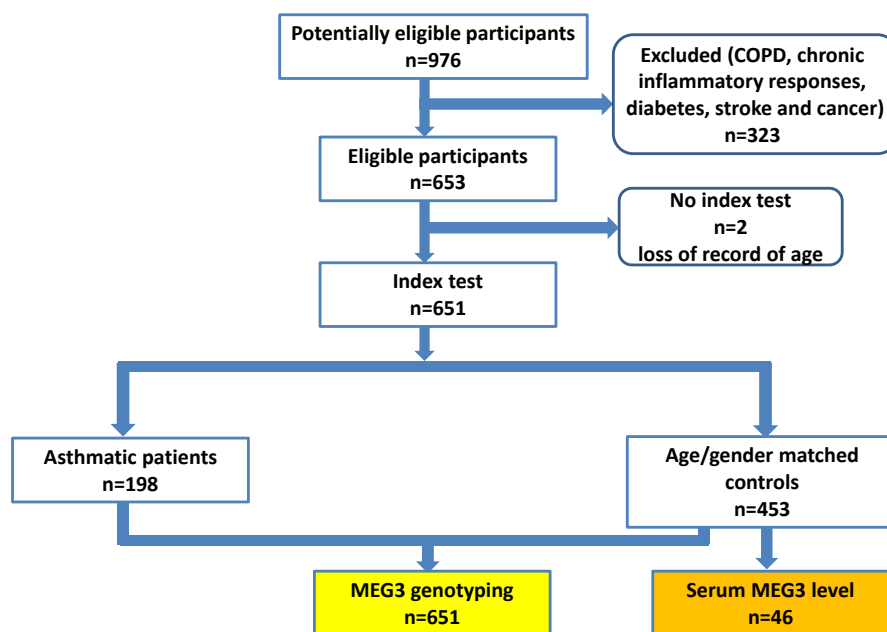 Potentially eligible participants
n=976
Excluded (COPD, chronic
inflammatory responses,
diabetes, stroke and cancer)
n=323
Eligible participants
n=653
No index test
n=2
loss of record of age
Index test
n=651
Asthmatic patients
n=198
Age/gender matched
controls
n=453
MEG3 genotyping
n=651
Serum MEG3 level
n=46